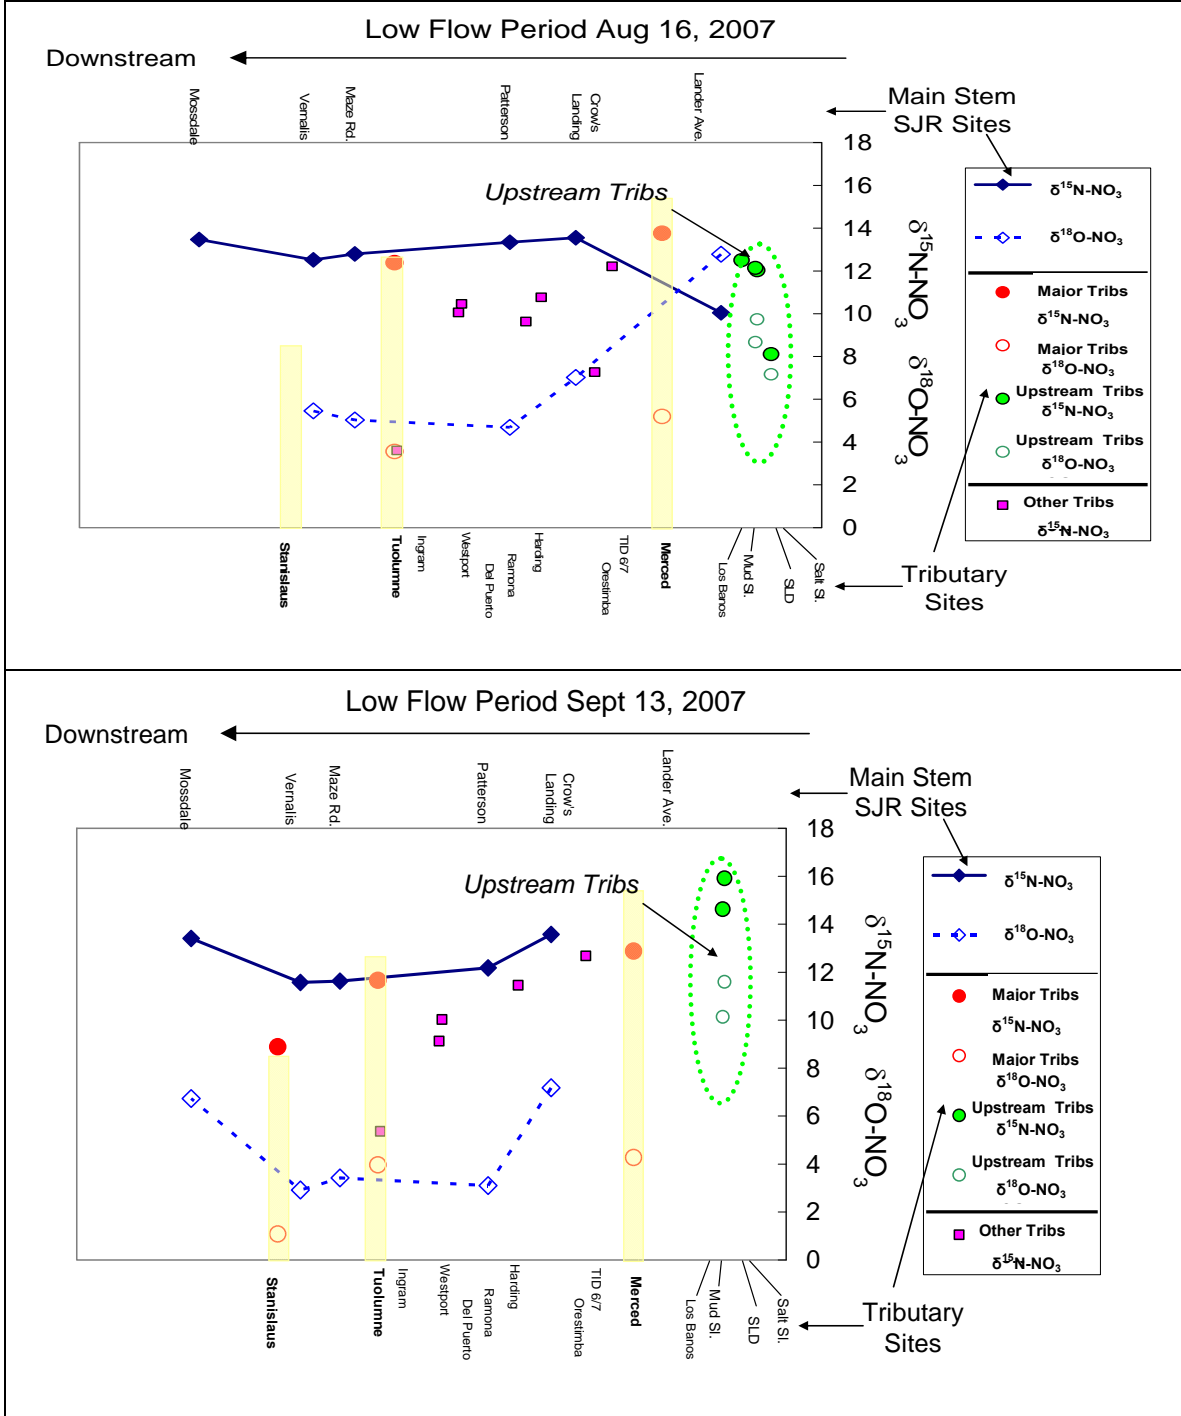 Low Flow Period Aug 16, 2007
Downstream
Mossdale
Vernalis
Maze Rd.
Patterson
Crow's
Landing
Lander Ave.
Main Stem
SJR Sites
Upstream Tribs
18
16
14
12
10
8
6
4
2
0
δ15N-NO3
δ18O-NO3
δ15N-NO3
δ18O-NO3
Major Tribs
δ15N-NO3
Major Tribs
δ18O-NO3
Upstream Tribs
δ15N-NO3
Upstream Tribs
δ18O-NO3
Other Tribs
δ15N-NO3
Stanislaus
Tuolumne
Ingram
Westport
Del Puerto
Ramona
Harding
TID 6/7
Orestimba
Merced
Los Banos
Mud Sl.
SLD
Salt Sl.
Tributary
Sites
Low Flow Period Sept 13, 2007
Downstream
Mossdale
Vernalis
Maze Rd.
Patterson
Crow's
Landing
Lander Ave.
Main Stem
SJR Sites
Upstream Tribs
18
16
14
12
10
8
6
4
2
0
δ15N-NO3
δ18O-NO3
δ15N-NO3
δ18O-NO3
Major Tribs
δ15N-NO3
Major Tribs
δ18O-NO3
Upstream Tribs
δ15N-NO3
Upstream Tribs
δ18O-NO3
Other Tribs
δ15N-NO3
Stanislaus
Tuolumne
Ingram
Westport
Del Puerto
Ramona
Harding
TID 6/7
Orestimba
Merced
Los Banos
Mud Sl.
SLD
Salt Sl.
Tributary
Sites